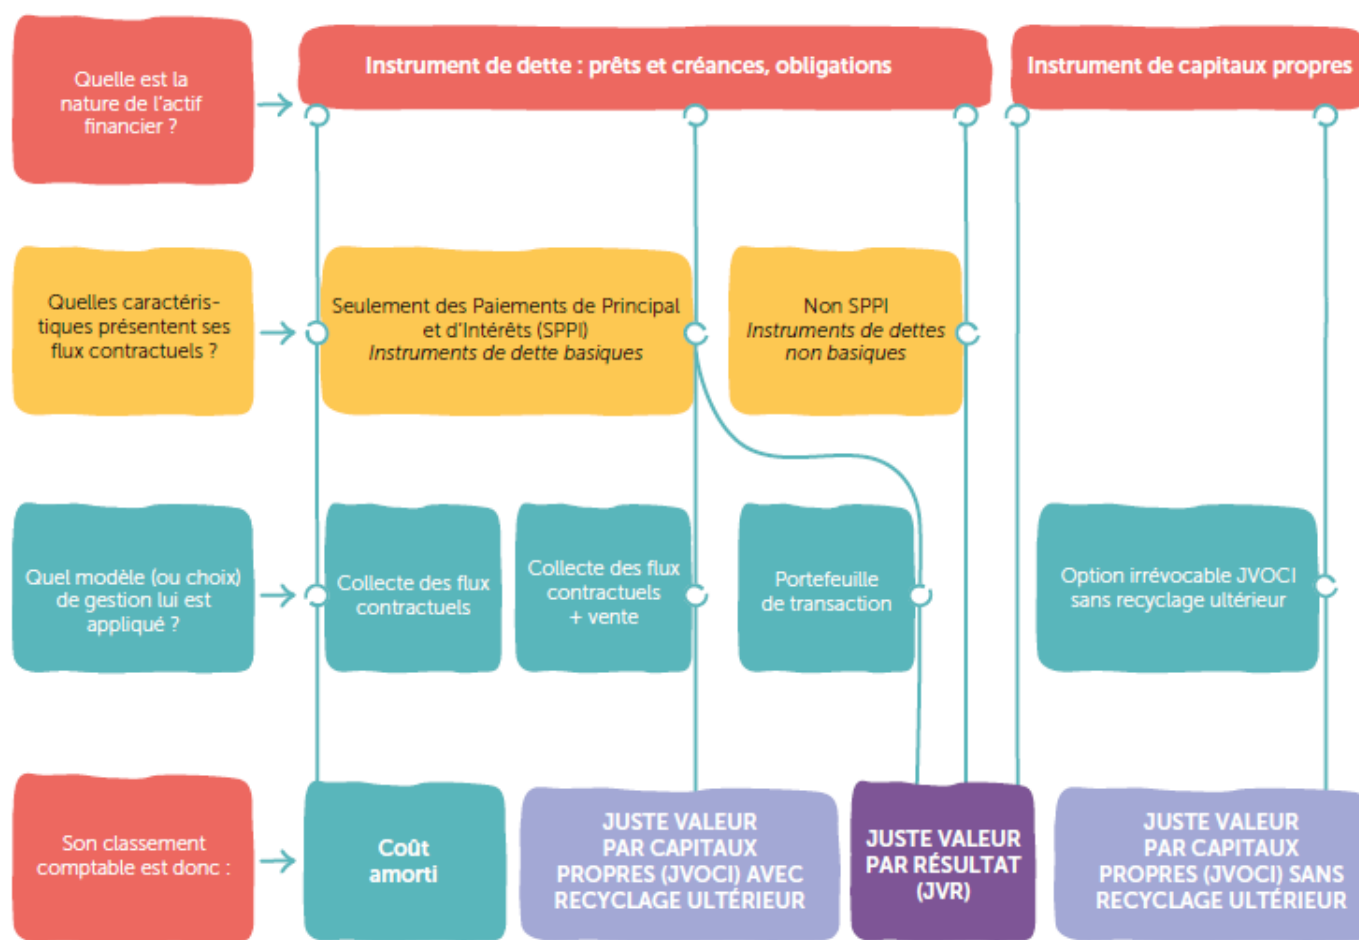 Quelle est la
nature de l'actif
financier ?
Instrument de dette : prêts et créances, obligations
Instrument de capitaux propres
Quelles caractéris-
tiques présentent ses
flux contractuels ?
Seulement des Paiements de Principal
et d'Intérêts (SPPI)
Instruments de dette basiques
Non SPPI
Instruments de dettes
non basiques
Quel modèle (ou choix)
de gestion lui est
appliqué ?
Collecte des flux
contractuels
Collecte des flux
contractuels
+ vente
Portefeuille
de transaction
Option irrévocable JVOCI
sans recyclage ultérieur
Son classement
comptable est donc :
Coût
amorti
JUSTE VALEUR
PAR CAPITAUX
PROPRES (JVOCI) AVEC
RECYCLAGE ULTÉRIEUR
JUSTE VALEUR
PAR RÉSULTAT
(JVR)
JUSTE VALEUR
PAR CAPITAUX
PROPRES (JVOCI) SANS
RECYCLAGE ULTÉRIEUR